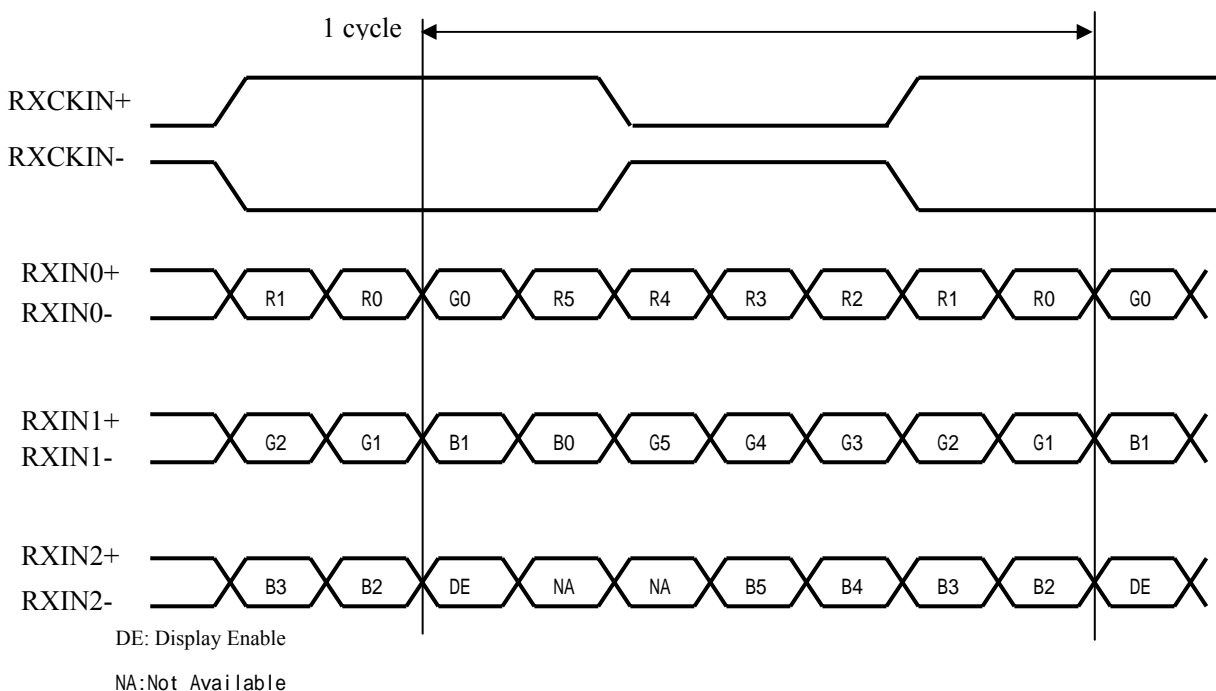 1 cycle
RXCKIN+
RXCKIN-
RXIN0+
R1 R0 G0 R5 R4 R3 R2 R1 R0 G0
RXIN0-
RXIN1+
G2 G1 B1 B0 G5 G4 G3 G2 G1 B1
RXIN1-
RXIN2+
B3 B2 DE NA NA B5 B4 B3 B2 DE
RXIN2-
DE: Display Enable
NA:Not Available